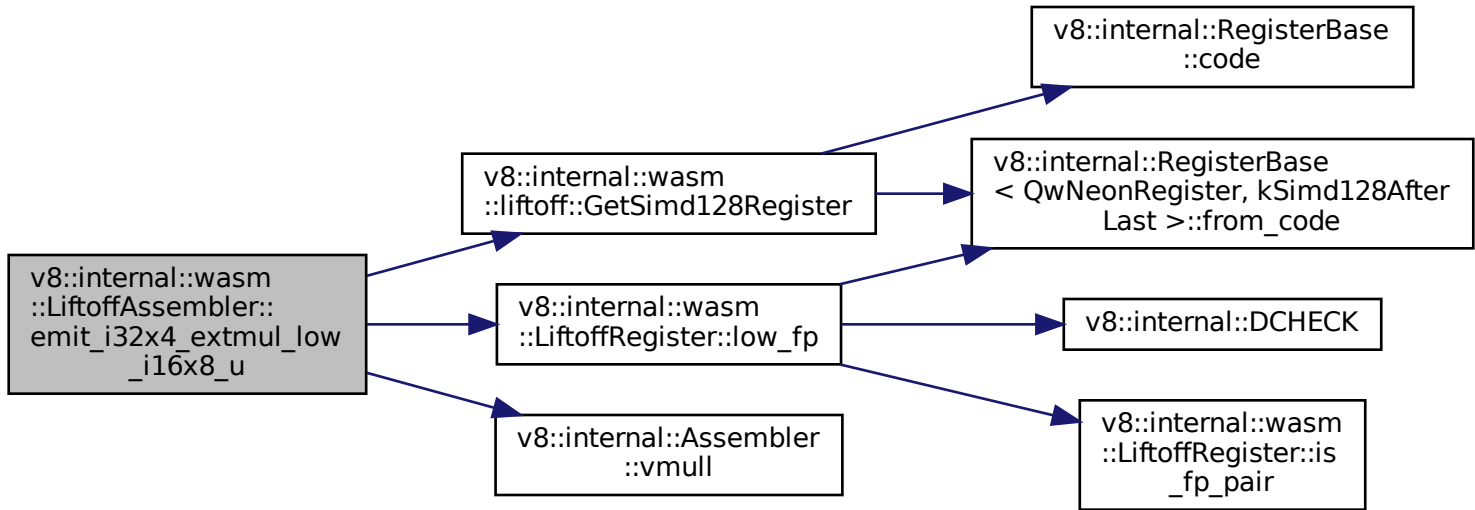 v8::internal::wasm
::LiftoffAssembler::
emit_i32x4_extmul_low
_i16x8_u
v8::internal::wasm
::liftoff::GetSimd128Register
v8::internal::wasm
::LiftoffRegister::low_fp
v8::internal::Assembler
::vmull
v8::internal::RegisterBase
::code
v8::internal::RegisterBase
< QwNeonRegister, kSimd128After
Last >::from_code
v8::internal::DCHECK
v8::internal::wasm
::LiftoffRegister::is
_fp_pair